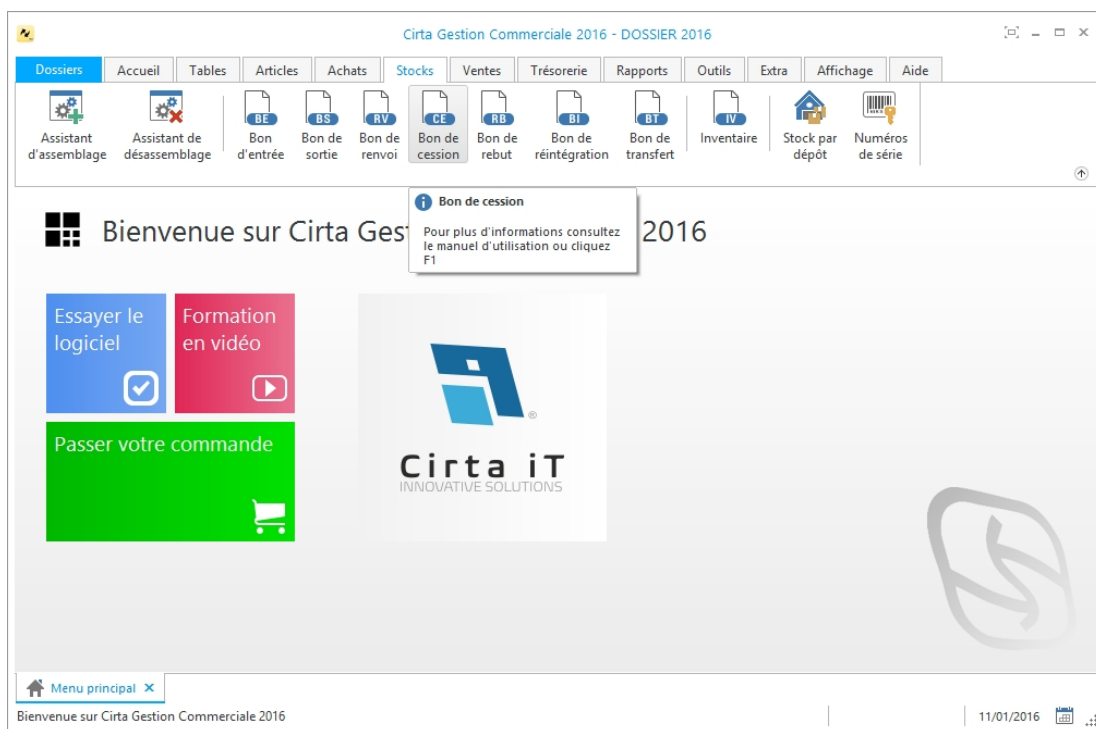 Cirta Gestion Commerciale 2016 - DOSSIER 2016
Dossiers Accueil Tables Articles Achats Stocks Ventes Trésorerie Rapports Outils Extra Affichage Aide
BE BS RV CE RB BI BT IV
Assistant d'assemblage
Assistant de désassemblage
Bon d'entrée
Bon de sortie
Bon de renvoi
Bon de cession
Bon de rebut
Bon de réintégration
Bon de transfert
Inventaire
Stock par dépôt
Numéros de série
Bon de cession
Pour plus d'informations consultez
le manuel d'utilisation ou cliquez
F1
Bienvenue sur Cirta Ges 2016
Essayer le
logiciel
Formation
en vidéo
Passer votre commande
Cirta iT
INNOVATIVE SOLUTIONS
Menu principal
Bienvenue sur Cirta Gestion Commerciale 2016
11/01/2016